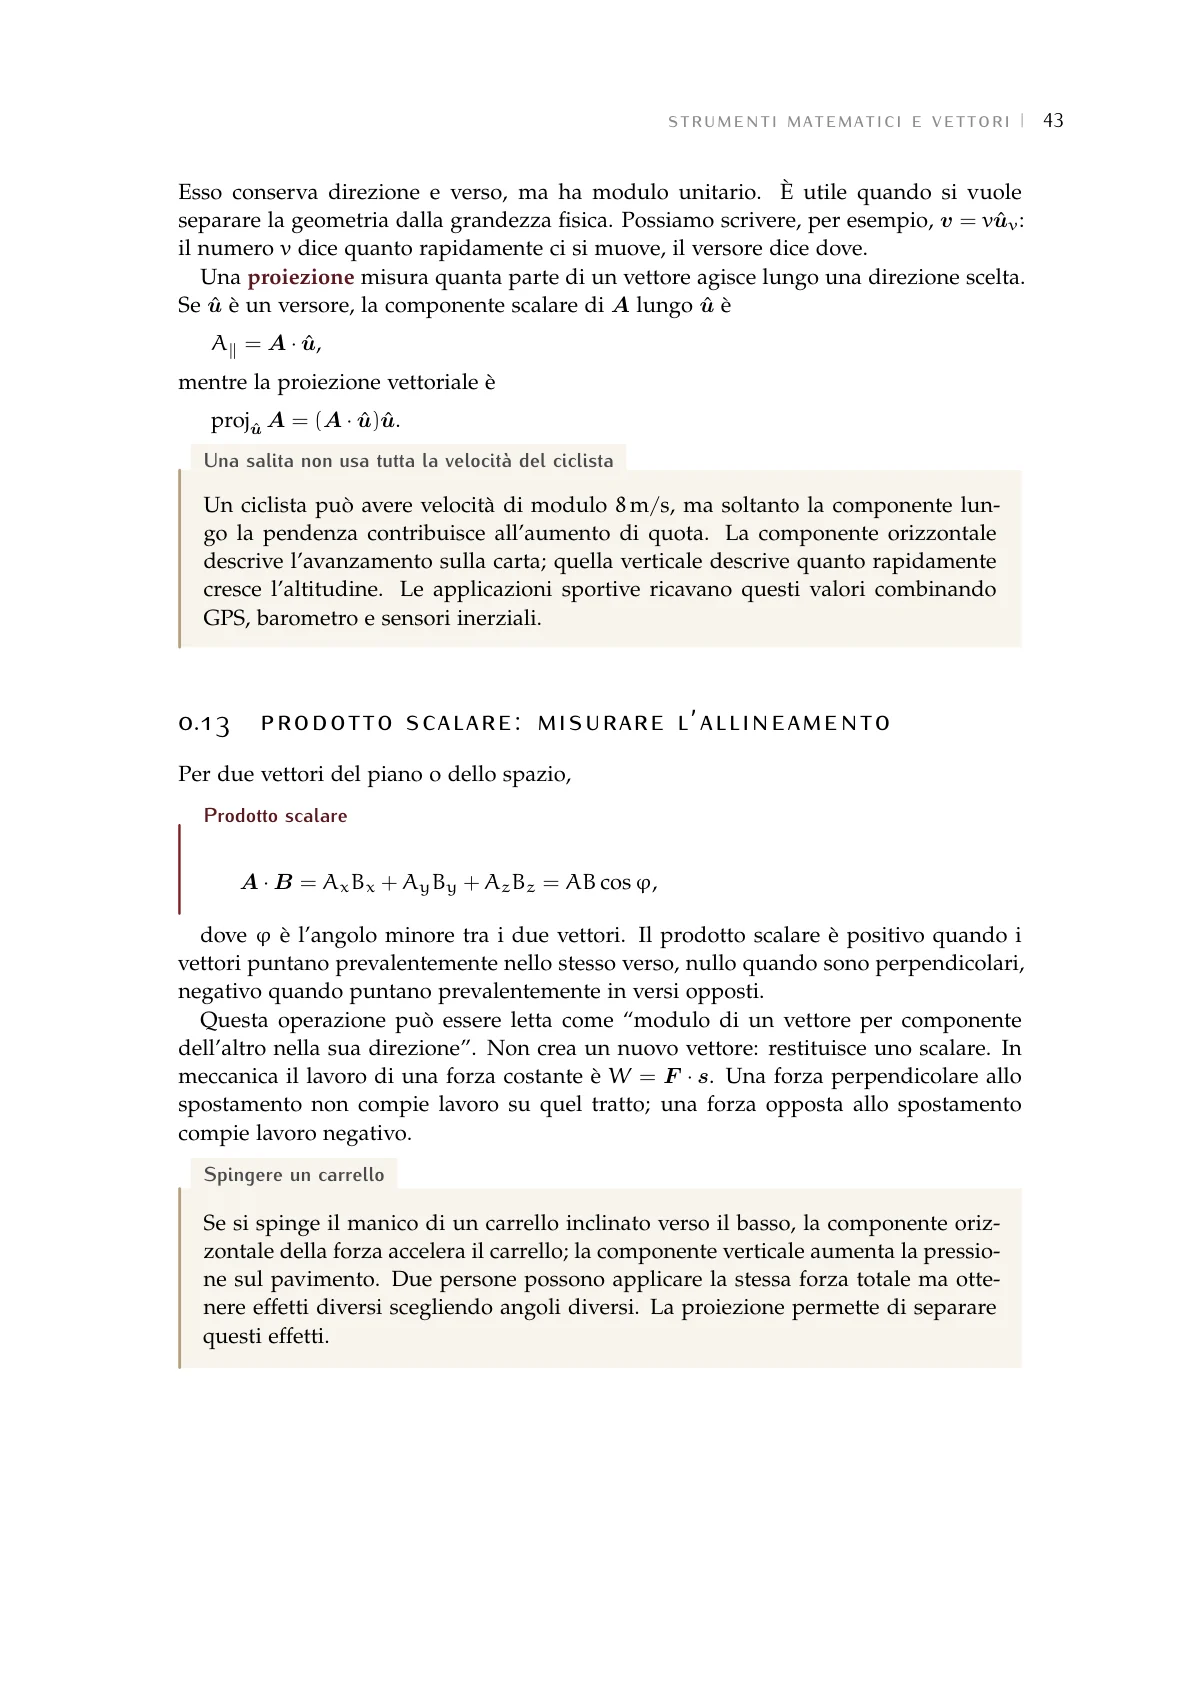 STRUMENTI MATEMATICI E VETTORI | 43
Esso conserva direzione e verso, ma ha modulo unitario. È utile quando si vuole
separare la geometria dalla grandezza fisica. Possiamo scrivere, per esempio, v = vû_v:
il numero v dice quanto rapidamente ci si muove, il versore dice dove.
Una proiezione misura quanta parte di un vettore agisce lungo una direzione scelta.
Se û è un versore, la componente scalare di A lungo û è
A∥ = A · û,
mentre la proiezione vettoriale è
proj_û A = (A · û)û.
Una salita non usa tutta la velocità del ciclista
Un ciclista può avere velocità di modulo 8 m/s, ma soltanto la componente lun-
go la pendenza contribuisce all'aumento di quota. La componente orizzontale
descrive l'avanzamento sulla carta; quella verticale descrive quanto rapidamente
cresce l'altitudine. Le applicazioni sportive ricavano questi valori combinando
GPS, barometro e sensori inerziali.
0.13 PRODOTTO SCALARE: MISURARE L'ALLINEAMENTO
Per due vettori del piano o dello spazio,
Prodotto scalare
A · B = A_xB_x + A_yB_y + A_zB_z = AB cos φ,
dove φ è l'angolo minore tra i due vettori. Il prodotto scalare è positivo quando i
vettori puntano prevalentemente nello stesso verso, nullo quando sono perpendicolari,
negativo quando puntano prevalentemente in versi opposti.
Questa operazione può essere letta come “modulo di un vettore per componente
dell'altro nella sua direzione”. Non crea un nuovo vettore: restituisce uno scalare. In
meccanica il lavoro di una forza costante è W = F · s. Una forza perpendicolare allo
spostamento non compie lavoro su quel tratto; una forza opposta allo spostamento
compie lavoro negativo.
Spingere un carrello
Se si spinge il manico di un carrello inclinato verso il basso, la componente oriz-
zontale della forza accelera il carrello; la componente verticale aumenta la pressio-
ne sul pavimento. Due persone possono applicare la stessa forza totale ma otte-
nere effetti diversi scegliendo angoli diversi. La proiezione permette di separare
questi effetti.